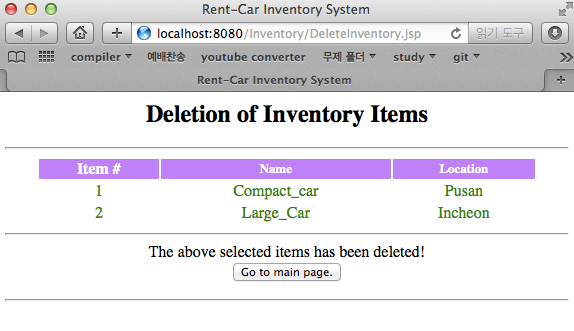 Rent-Car Inventory System
localhost:8080/Inventory/DeleteInventory.jsp 읽기 도구
compiler 예배찬송 youtube converter 무제 폴더 study git
Rent-Car Inventory System
Deletion of Inventory Items
Item # Name Location
1 Compact_car Pusan
2 Large_Car Incheon
The above selected items has been deleted!
Go to main page.